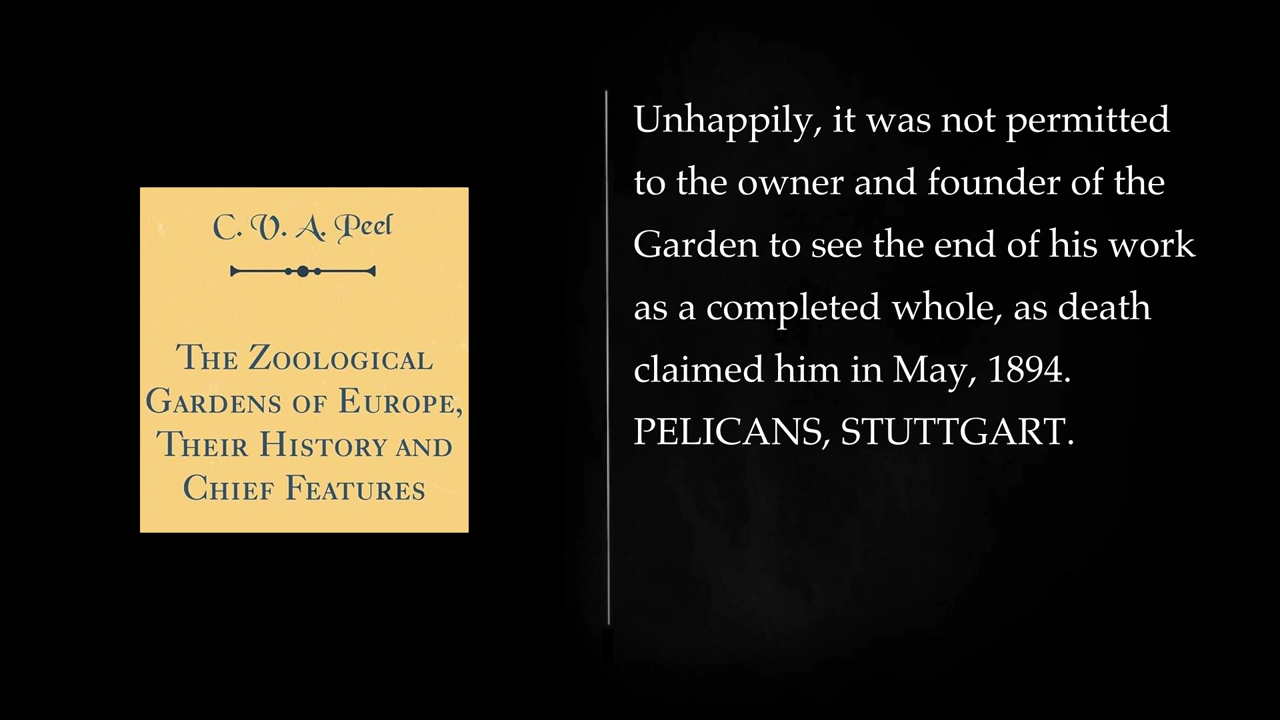 C. V. A. Peel
The Zoological
Gardens of Europe,
Their History and
Chief Features
Unhappily, it was not permitted
to the owner and founder of the
Garden to see the end of his work
as a completed whole, as death
claimed him in May, 1894.
PELICANS, STUTTGART.